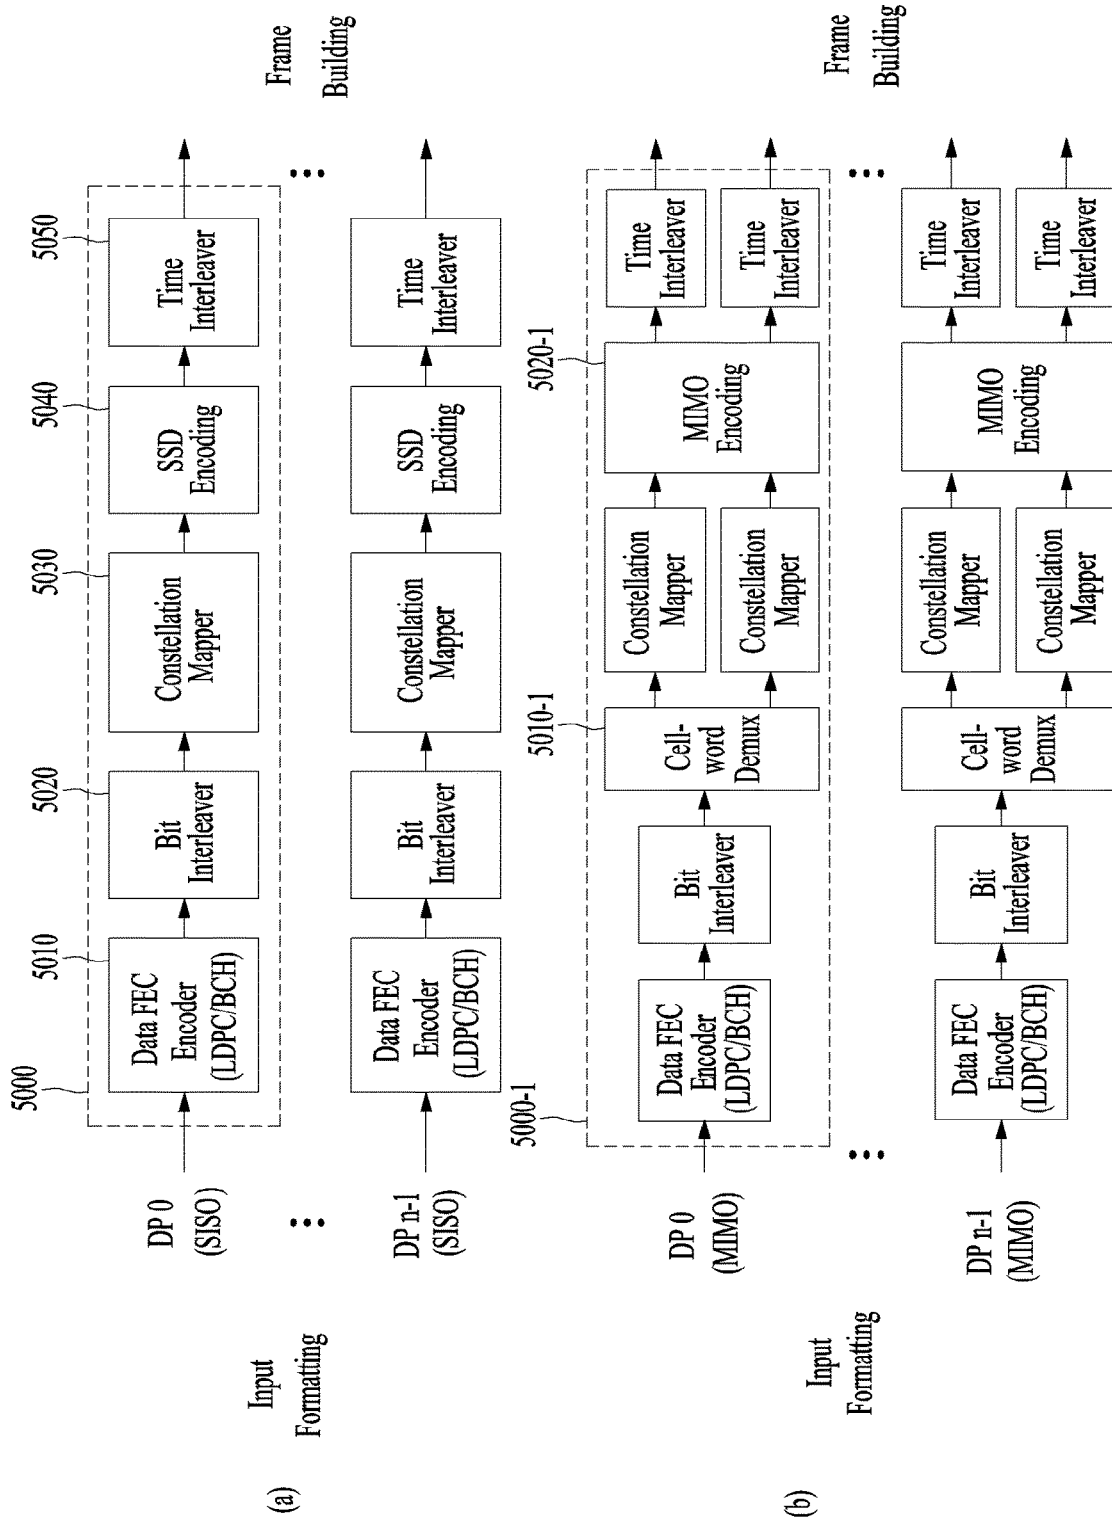 (a)
Input
Formatting
DP 0
(SISO)
5000
Data FEC
Encoder
(LDPC/BCH)
5010
Bit
Interleaver
5020
Constellation
Mapper
5030
SSD
Encoding
5040
Time
Interleaver
5050
Frame
Building
DP n-1
(SISO)
Data FEC
Encoder
(LDPC/BCH)
Bit
Interleaver
Constellation
Mapper
SSD
Encoding
Time
Interleaver
(b)
Input
Formatting
DP 0
(MIMO)
5000-1
Data FEC
Encoder
(LDPC/BCH)
Bit
Interleaver
Cell-
word
Demux
5010-1
Constellation
Mapper
Constellation
Mapper
MIMO
Encoding
5020-1
Time
Interleaver
Time
Interleaver
Frame
Building
DP n-1
(MIMO)
Data FEC
Encoder
(LDPC/BCH)
Bit
Interleaver
Cell-
word
Demux
Constellation
Mapper
Constellation
Mapper
MIMO
Encoding
Time
Interleaver
Time
Interleaver